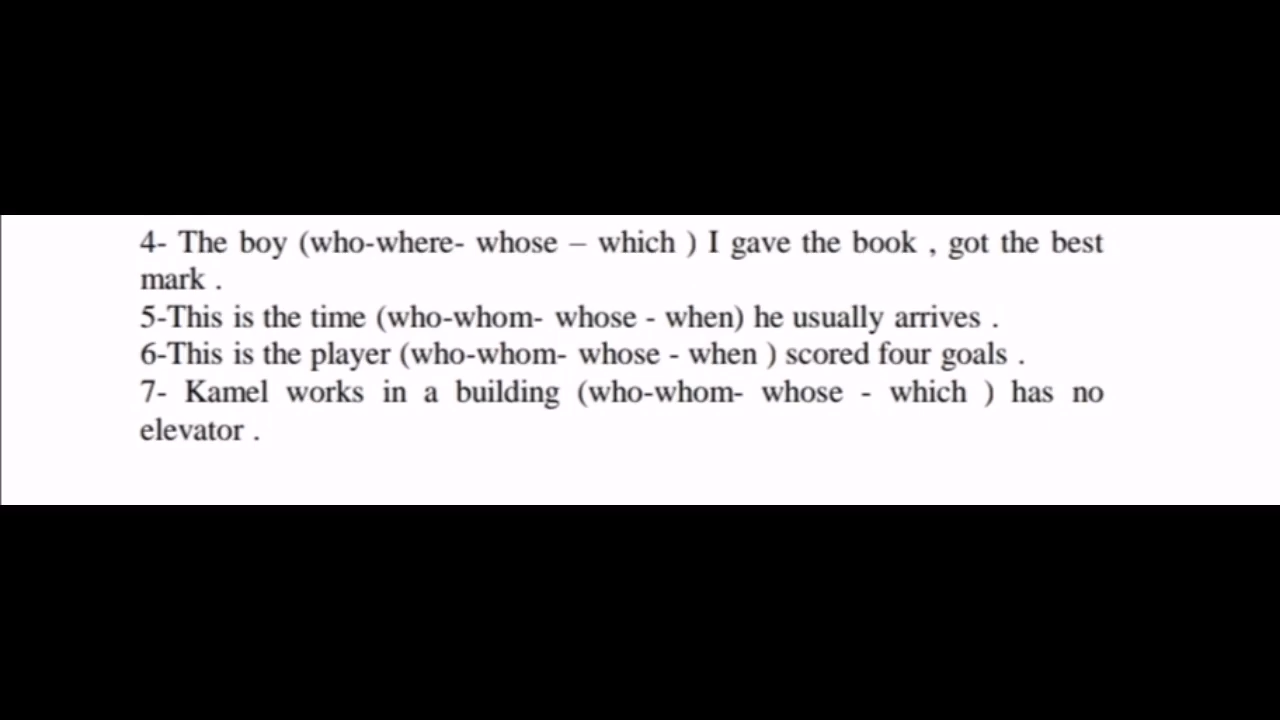 4- The boy (who-where- whose – which ) I gave the book , got the best
mark .
5-This is the time (who-whom- whose - when) he usually arrives .
6-This is the player (who-whom- whose - when ) scored four goals .
7- Kamel works in a building (who-whom- whose - which ) has no
elevator .